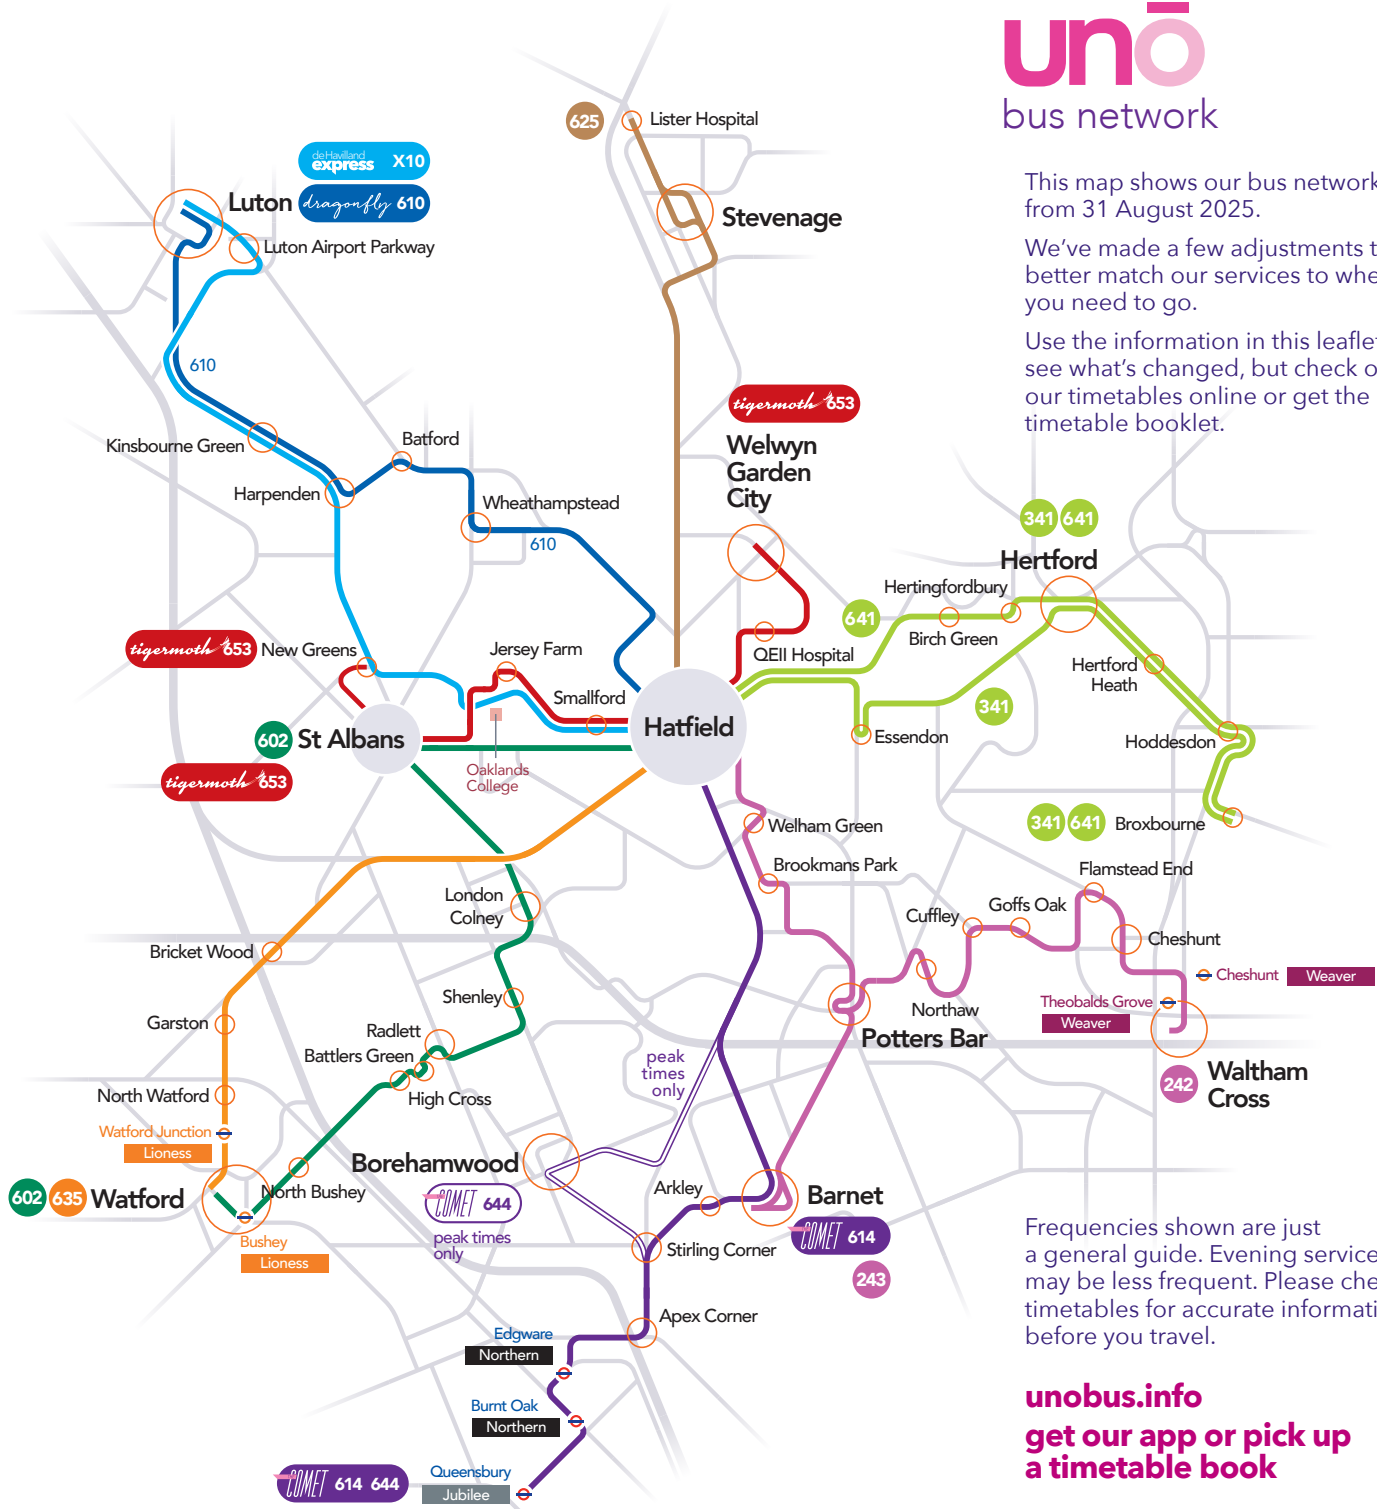 unō
bus network
This map shows our bus network
from 31 August 2025.
We've made a few adjustments t
better match our services to whe
you need to go.
Use the information in this leafle
see what's changed, but check o
our timetables online or get the
timetable booklet.
625
Lister Hospital
Stevenage
deHavilland
express X10
Luton
dragonfly 610
Luton Airport Parkway
610
Kinsbourne Green
Harpenden
Batford
Wheathampstead
610
tigermoth 653
Welwyn
Garden
City
341 641
Hertford
Hertingfordbury
641
Birch Green
QEII Hospital
Hertford
Heath
341
Essendon
Hoddesdon
341 641 Broxbourne
tigermoth 653 New Greens
Jersey Farm
Smallford
Hatfield
602 St Albans
tigermoth 653
Oaklands
College
Welham Green
Brookmans Park
Flamstead End
Goffs Oak
Cuffley
Cheshunt
Cheshunt Weaver
Theobalds Grove
Weaver
Northaw
Potters Bar
242
Waltham
Cross
London
Colney
Bricket Wood
Shenley
Garston
Radlett
Battlers Green
High Cross
North Watford
Watford Junction
Lioness
602 635 Watford
North Bushey
Bushey
Lioness
peak
times
only
Borehamwood
COMET 644
peak times
only
Arkley
Barnet
COMET 614
243
Stirling Corner
Apex Corner
Edgware
Northern
Burnt Oak
Northern
COMET 614 644
Queensbury
Jubilee
Frequencies shown are just
a general guide. Evening service
may be less frequent. Please che
timetables for accurate informati
before you travel.
unobus.info
get our app or pick up
a timetable book